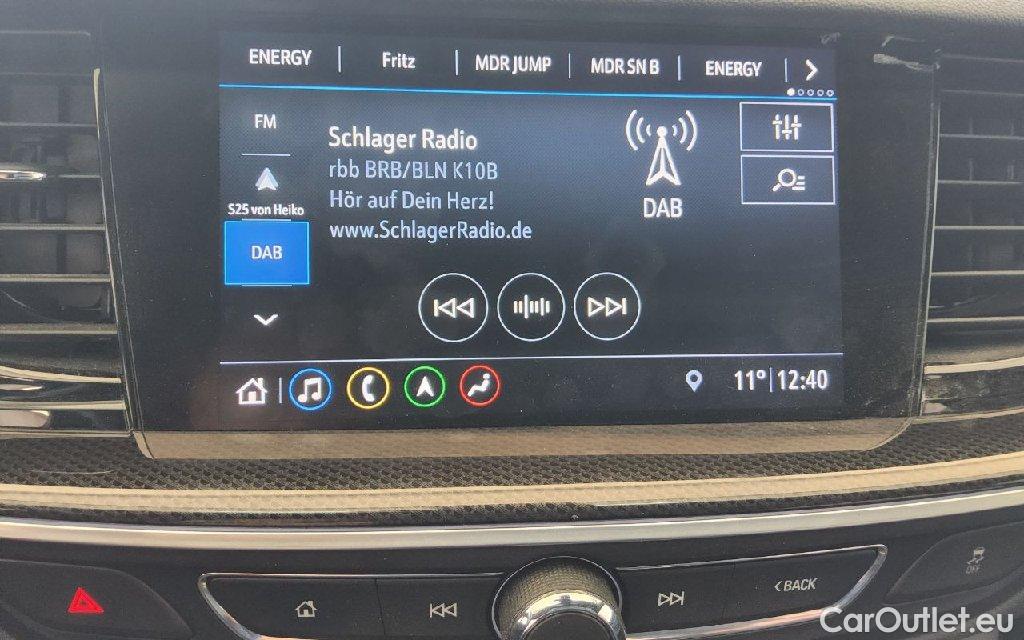 ENERGY Fritz MDR JUMP MDR SN B ENERGY
FM
Schlager Radio
rbb BRB/BLN K10B
S25 von Heiko
Hör auf Dein Herz!
DAB
www.SchlagerRadio.de
DAB
11° 12:40
BACK
OFF
CarOutlet.eu